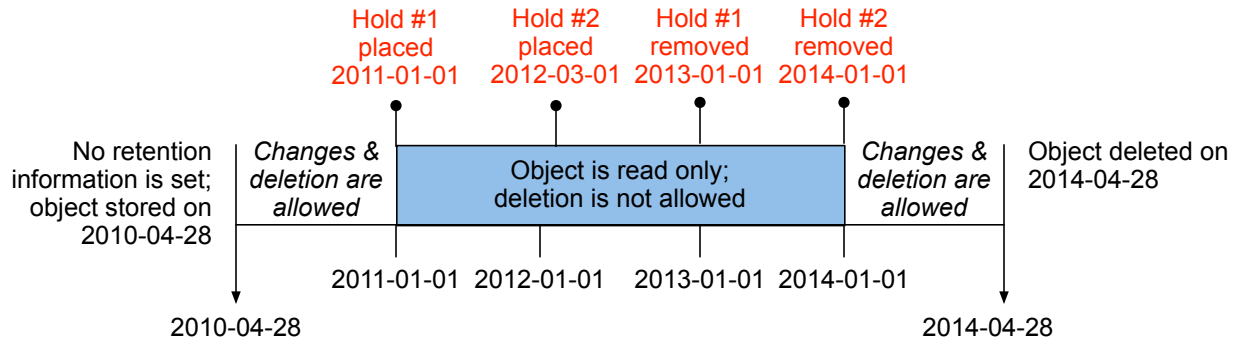 Hold #1
placed
2011-01-01
Hold #2
placed
2012-03-01
Hold #1
removed
2013-01-01
Hold #2
removed
2014-01-01
No retention
information is set;
object stored on
2010-04-28
Changes &
deletion are
allowed
Object is read only;
deletion is not allowed
Changes &
deletion are
allowed
Object deleted on
2014-04-28
2011-01-01
2012-01-01
2013-01-01
2014-01-01
2010-04-28
2014-04-28